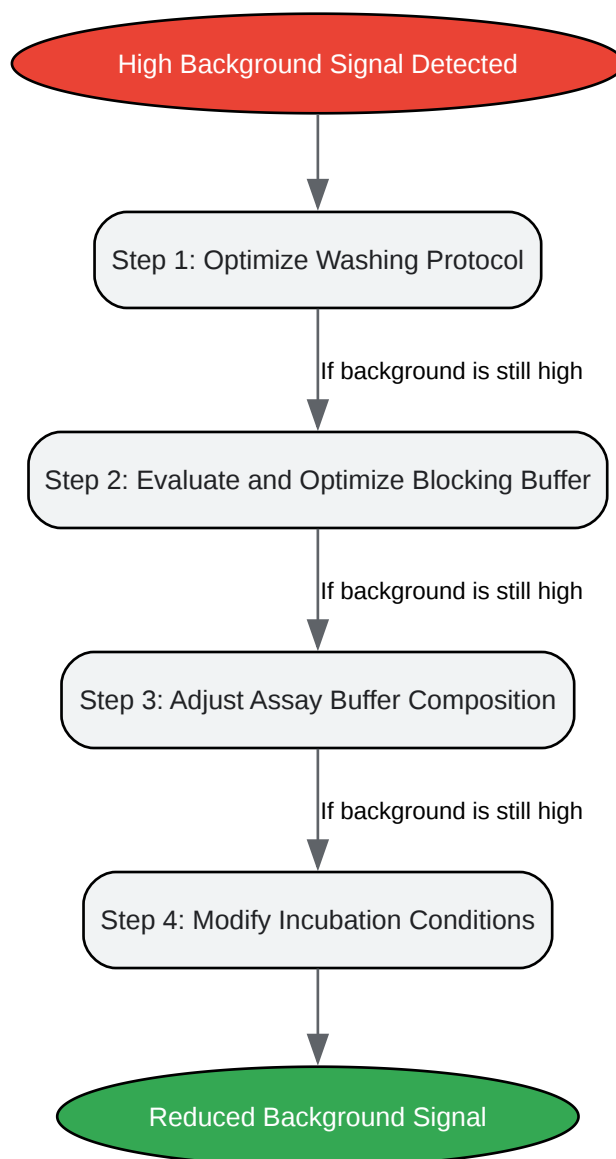 High Background Signal Detected
Step 1: Optimize Washing Protocol
If background is still high
Step 2: Evaluate and Optimize Blocking Buffer
If background is still high
Step 3: Adjust Assay Buffer Composition
If background is still high
Step 4: Modify Incubation Conditions
Reduced Background Signal